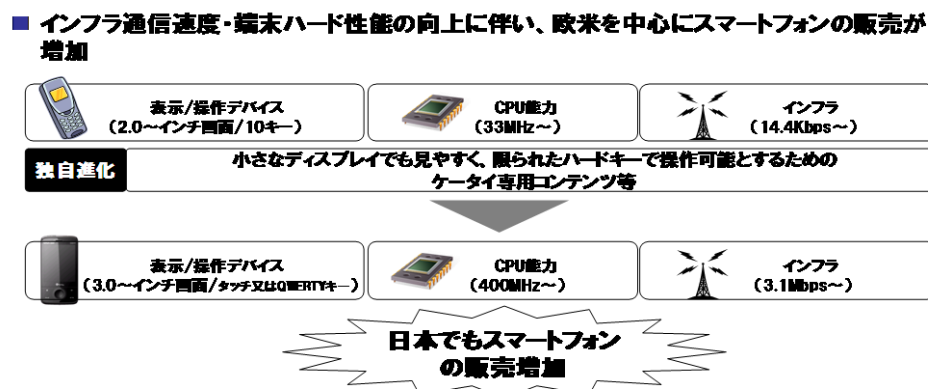 ■ インフラ通信速度・端末ハード性能の向上に伴い、欧米を中心にスマートフォンの販売が
増加
表示/操作デバイス
(2.0～インチ画面/10キー)
CPU能力
(33MHz～)
インフラ
(14.4Kbps～)
独自進化
小さなディスプレイでも見やすく、限られたハードキーで操作可能とするための
ケータイ専用コンテンツ等
表示/操作デバイス
(3.0～インチ画面/タッチ又はQWERTYキー)
CPU能力
(400MHz～)
インフラ
(3.1Mbps～)
日本でもスマートフォン
の販売増加